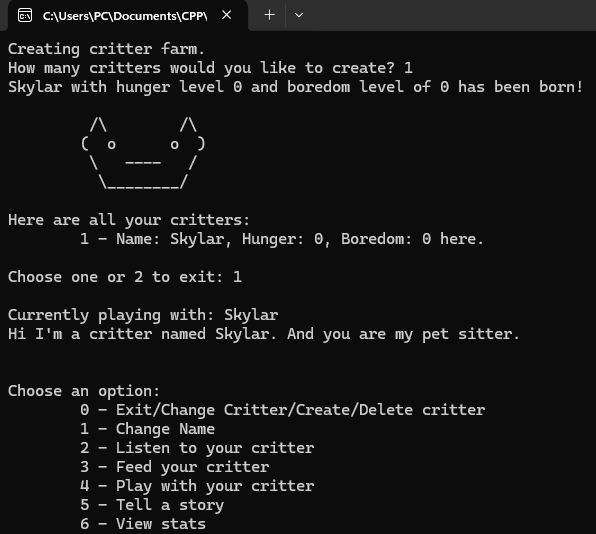 C:\Users\PC\Documents\CPP\
Creating critter farm.
How many critters would you like to create? 1
Skylar with hunger level 0 and boredom level of 0 has been born!
/\        /\
(  o      o  )
\   ----   /
\________/
Here are all your critters:
1 - Name: Skylar, Hunger: 0, Boredom: 0 here.
Choose one or 2 to exit: 1
Currently playing with: Skylar
Hi I'm a critter named Skylar. And you are my pet sitter.
Choose an option:
0 - Exit/Change Critter/Create/Delete critter
1 - Change Name
2 - Listen to your critter
3 - Feed your critter
4 - Play with your critter
5 - Tell a story
6 - View stats